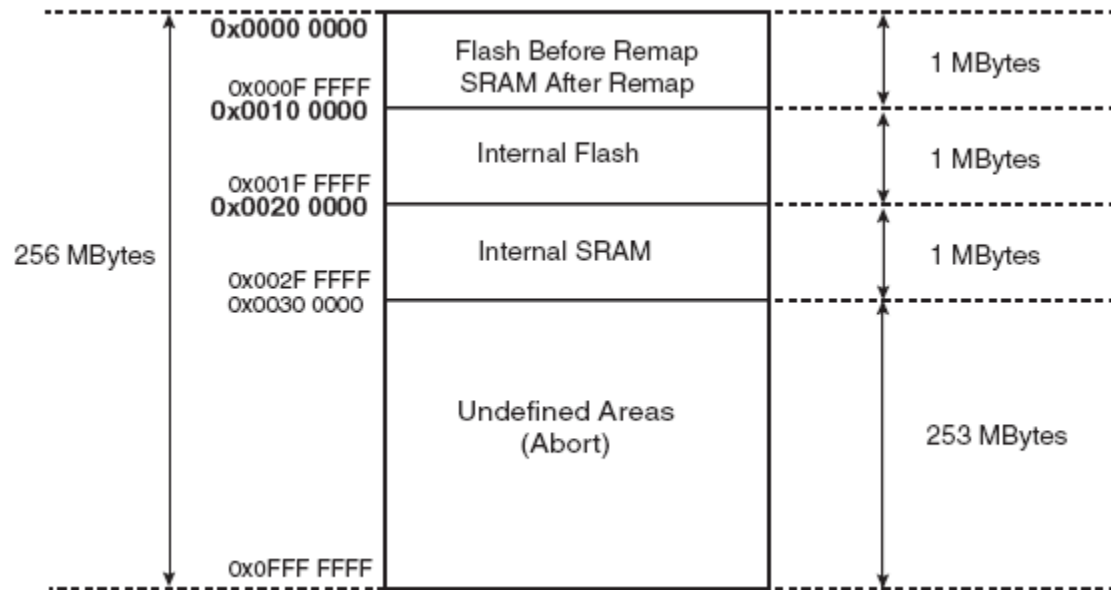 0x0000 0000
Flash Before Remap
SRAM After Remap
1 MBytes
0x000F FFFF
0x0010 0000
Internal Flash
1 MBytes
0x001F FFFF
0x0020 0000
256 MBytes
Internal SRAM
1 MBytes
0x002F FFFF
0x0030 0000
Undefined Areas
(Abort)
253 MBytes
0x0FFF FFFF